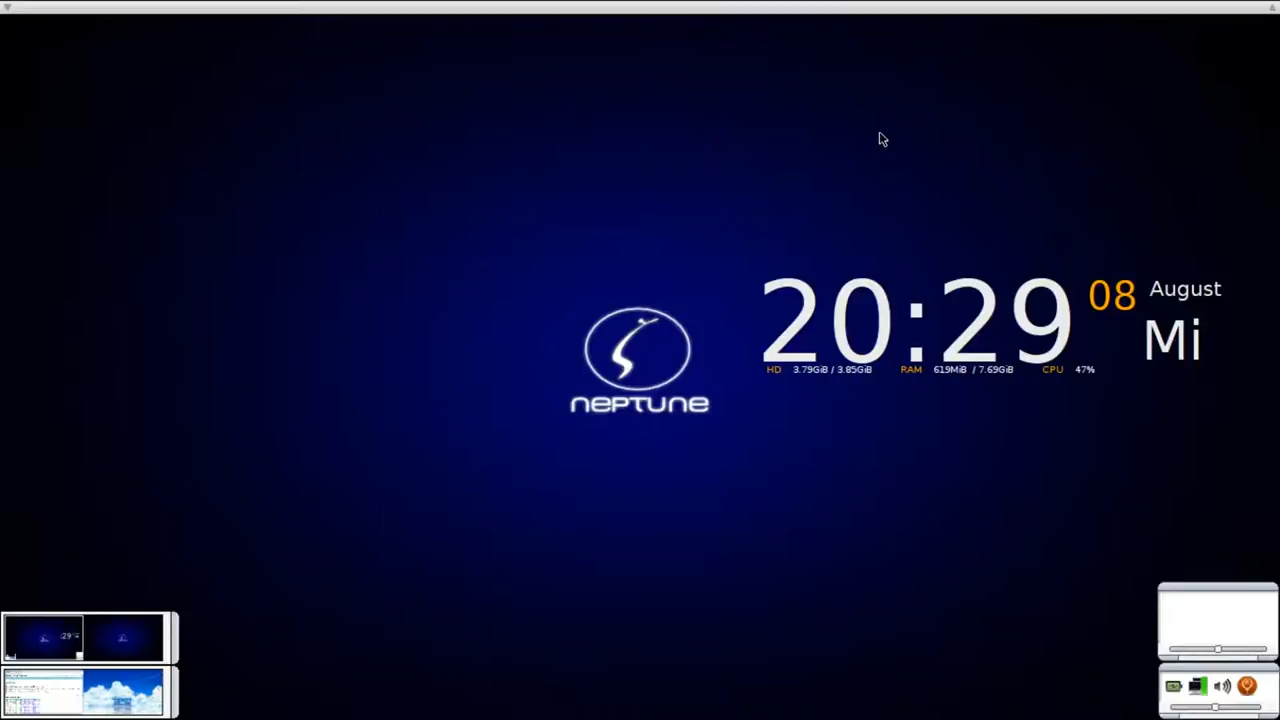 20:29 08 August
Mi
HD 3.79GiB / 3.85GiB RAM 619MiB / 7.69GiB CPU 47%
NEPTUNE